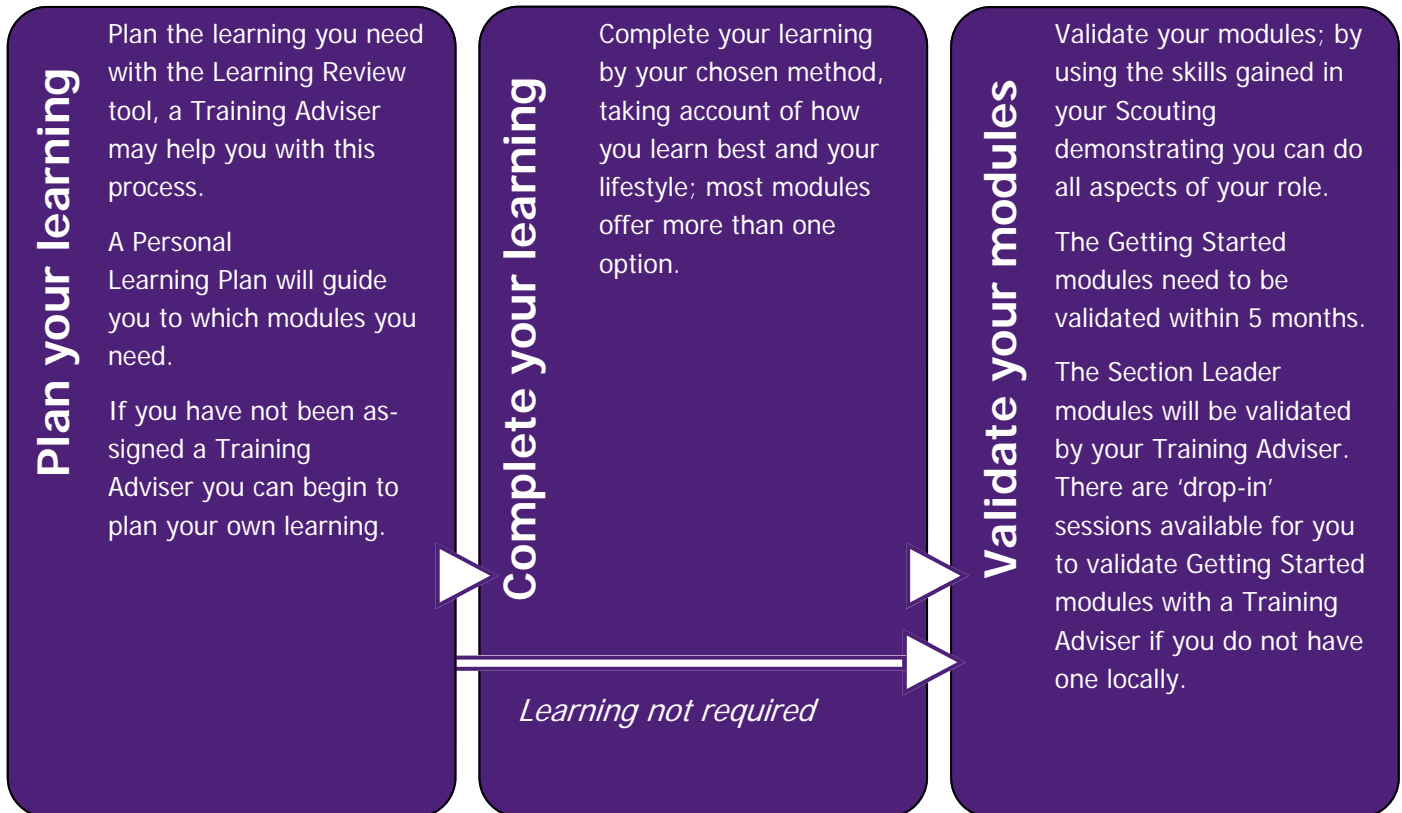 Plan your learning
Plan the learning you need
with the Learning Review
tool, a Training Adviser
may help you with this
process.
A Personal
Learning Plan will guide
you to which modules you
need.
If you have not been as-
signed a Training
Adviser you can begin to
plan your own learning.
Complete your learning
Complete your learning
by your chosen method,
taking account of how
you learn best and your
lifestyle; most modules
offer more than one
option.
Learning not required
Validate your modules
Validate your modules; by
using the skills gained in
your Scouting
demonstrating you can do
all aspects of your role.
The Getting Started
modules need to be
validated within 5 months.
The Section Leader
modules will be validated
by your Training Adviser.
There are ‘drop-in’
sessions available for you
to validate Getting Started
modules with a Training
Adviser if you do not have
one locally.